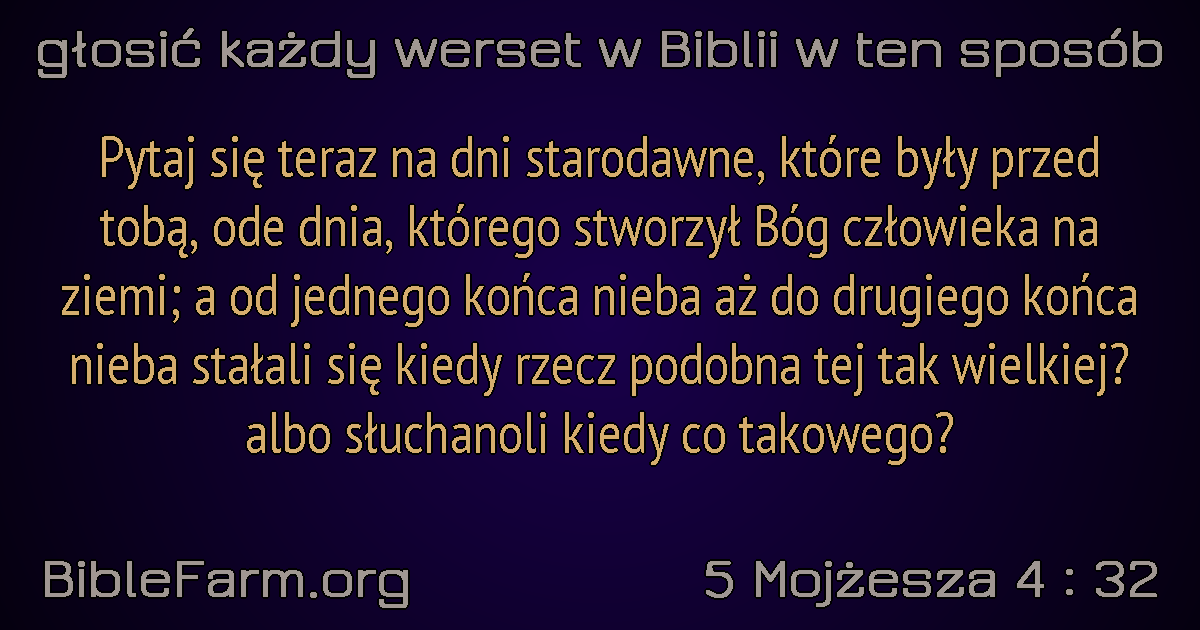 głosić każdy werset w Biblii w ten sposób
Pytaj się teraz na dni starodawne, które były przed
tobą, ode dnia, którego stworzył Bóg człowieka na
ziemi; a od jednego końca nieba aż do drugiego końca
nieba stałali się kiedy rzecz podobna tej tak wielkiej?
albo słuchanoli kiedy co takowego?
BibleFarm.org
5 Mojżesza 4 : 32